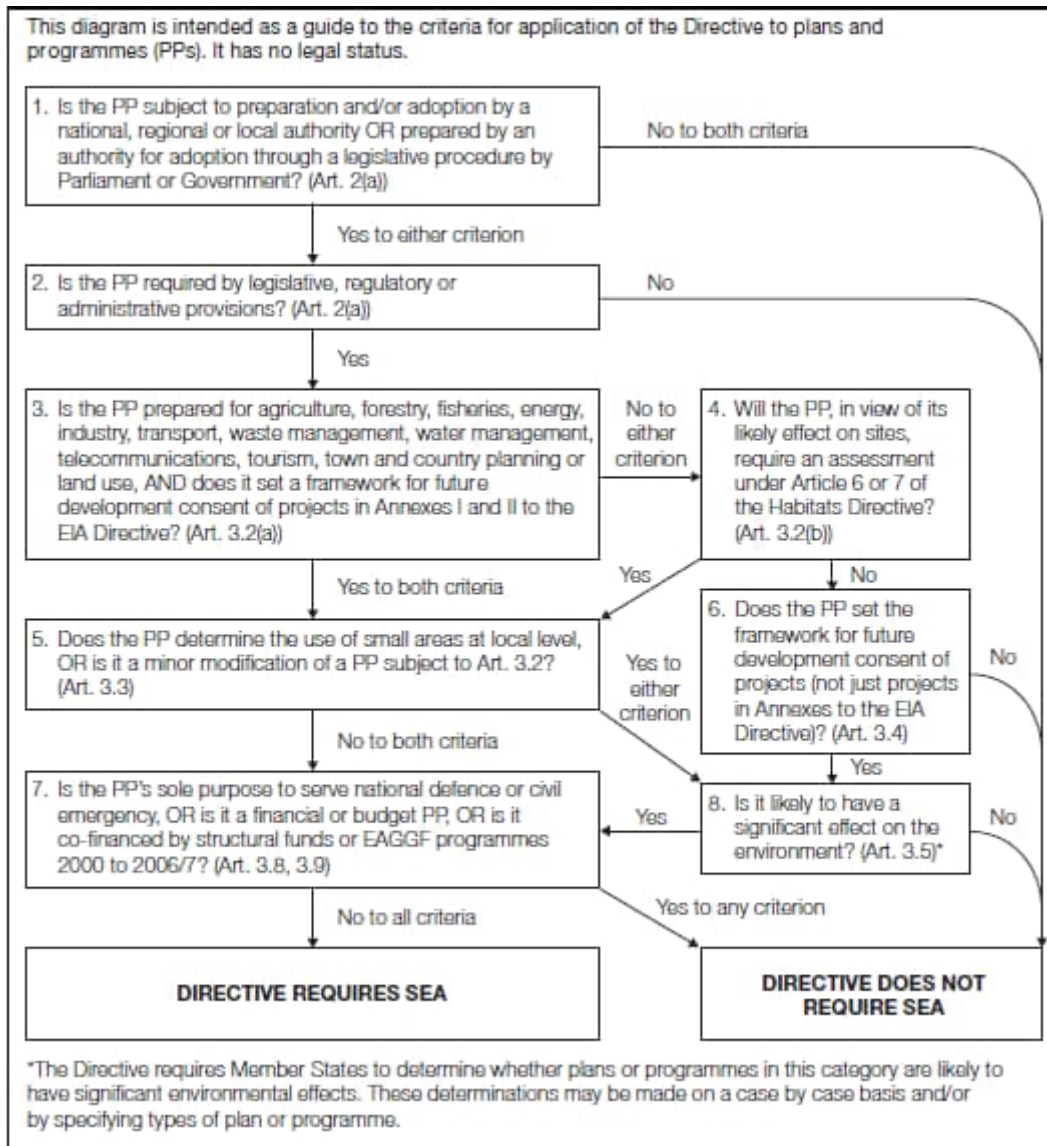 This diagram is intended as a guide to the criteria for application of the Directive to plans and
programmes (PPs). It has no legal status.
1. Is the PP subject to preparation and/or adoption by a
national, regional or local authority OR prepared by an
authority for adoption through a legislative procedure by
Parliament or Government? (Art. 2(a))
No to both criteria
Yes to either criterion
2. Is the PP required by legislative, regulatory or
administrative provisions? (Art. 2(a))
No
Yes
3. Is the PP prepared for agriculture, forestry, fisheries, energy,
industry, transport, waste management, water management,
telecommunications, tourism, town and country planning or
land use, AND does it set a framework for future
development consent of projects in Annexes I and II to the
EIA Directive? (Art. 3.2(a))
No to
either
criterion
4. Will the PP, in view of its
likely effect on sites,
require an assessment
under Article 6 or 7 of
the Habitats Directive?
(Art. 3.2(b))
Yes to both criteria
Yes
No
5. Does the PP determine the use of small areas at local level,
OR is it a minor modification of a PP subject to Art. 3.2?
(Art. 3.3)
Yes to
either
criterion
6. Does the PP set the
framework for future
development consent of
projects (not just projects
in Annexes to the EIA
Directive)? (Art. 3.4)
No
No to both criteria
Yes
7. Is the PP's sole purpose to serve national defence or civil
emergency, OR is it a financial or budget PP, OR is it
co-financed by structural funds or EAGGF programmes
2000 to 2006/7? (Art. 3.8, 3.9)
Yes
8. Is it likely to have a
significant effect on the
environment? (Art. 3.5)*
No
No to all criteria
Yes to any criterion
DIRECTIVE REQUIRES SEA
DIRECTIVE DOES NOT
REQUIRE SEA
*The Directive requires Member States to determine whether plans or programmes in this category are likely to
have significant environmental effects. These determinations may be made on a case by case basis and/or
by specifying types of plan or programme.